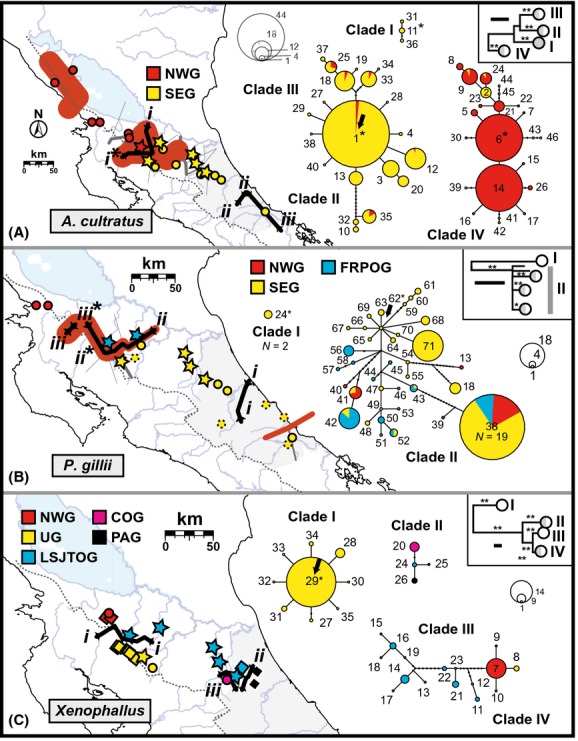 44
18
12
4
1
Clade I
31
11*
36
III
**
**
II
**
I
IV
NWG
SEG
37
25
19
34
18
33
Clade III
27
28
29
1*
4
38
40
12
13
3
20
Clade II
32
35
10
8
24
44
9
2
45
23
22
5
21
7
30
6*
43
46
15
39
14
26
16
41
17
42
Clade IV
N
km
0
50
i
i*
ii
ii
iii
A. cultratus
(A)
km
0
50
NWG
FRPOG
SEG
24*
Clade I
N = 2
iii*
iii
ii
ii*
i
i
61
62*
60
63
69
59
66
70
68
67
65
64
71
56
54
58
57
44
45
55
13
40
47
46
43
18
41
49
53
42
48
50
39
51
52
38
N = 19
Clade II
I
**
**
**
II
*
*
18
4
1
P. gillii
(B)
NWG
COG
UG
PAG
LSJTOG
km
0
50
i
i
ii
iii
Clade I
34
33
28
32
29*
30
31
27
35
Clade II
20
24
25
26
**
I
**
**
II
III
**
IV
**
14
9
1
15
16
Clade III
9
18
14
19
23
7
8
22
17
13
21
12
11
10
Clade IV
Xenophallus
(C)